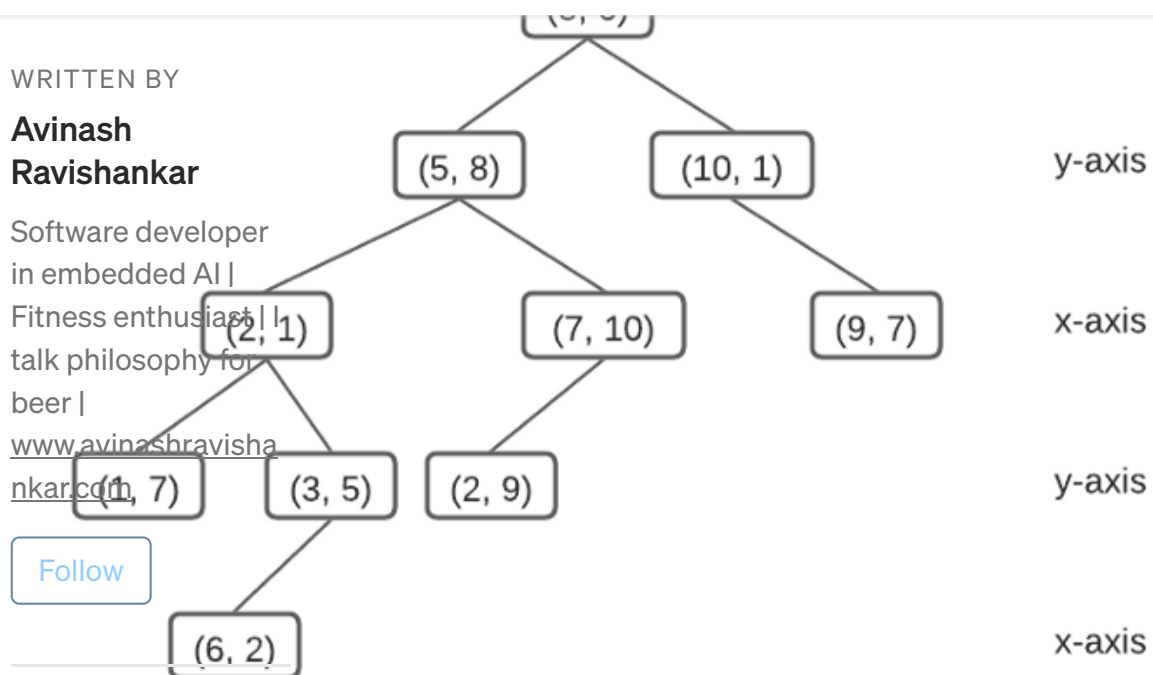 WRITTEN BY
Avinash
Ravishankar
Software developer
in embedded AI |
Fitness enthusiast | I
talk philosophy for
beer |
www.avinashravisha
nkar.com
Follow
(5, 8)
(10, 1)
y-axis
(2, 1)
(7, 10)
(9, 7)
x-axis
(1, 7)
(3, 5)
(2, 9)
y-axis
(6, 2)
x-axis